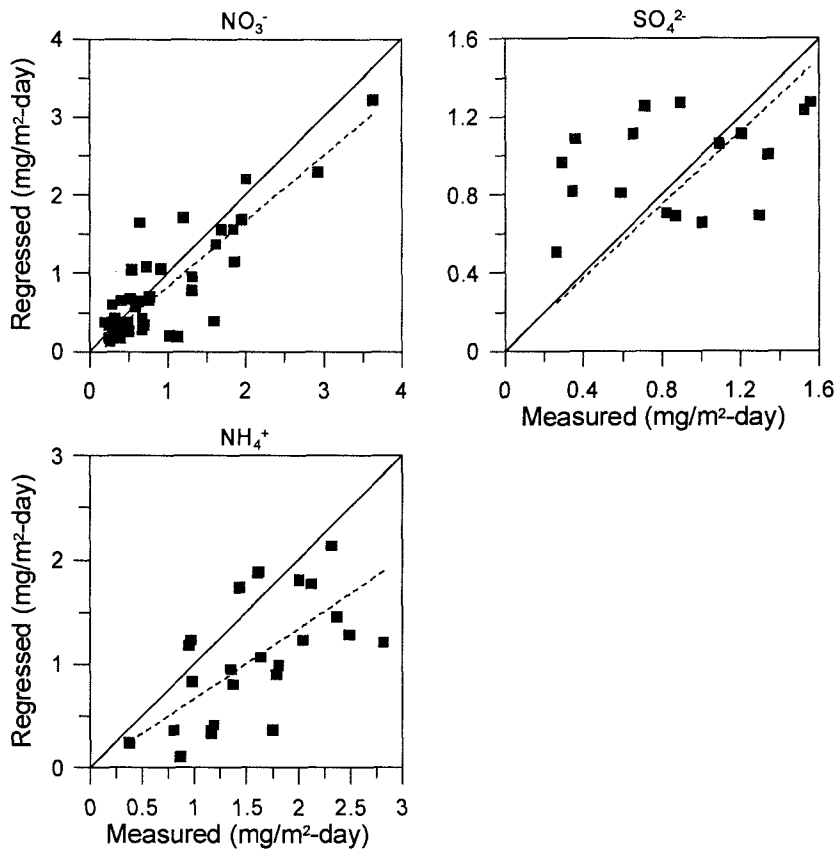 NO₃⁻
Regressed (mg/m²-day)
4
3
2
1
0
0 1 2 3 4
SO₄²⁻
1.6
1.2
0.8
0.4
0
0 0.4 0.8 1.2 1.6
Measured (mg/m²-day)
NH₄⁺
Regressed (mg/m²-day)
3
2
1
0
0 0.5 1 1.5 2 2.5 3
Measured (mg/m²-day)